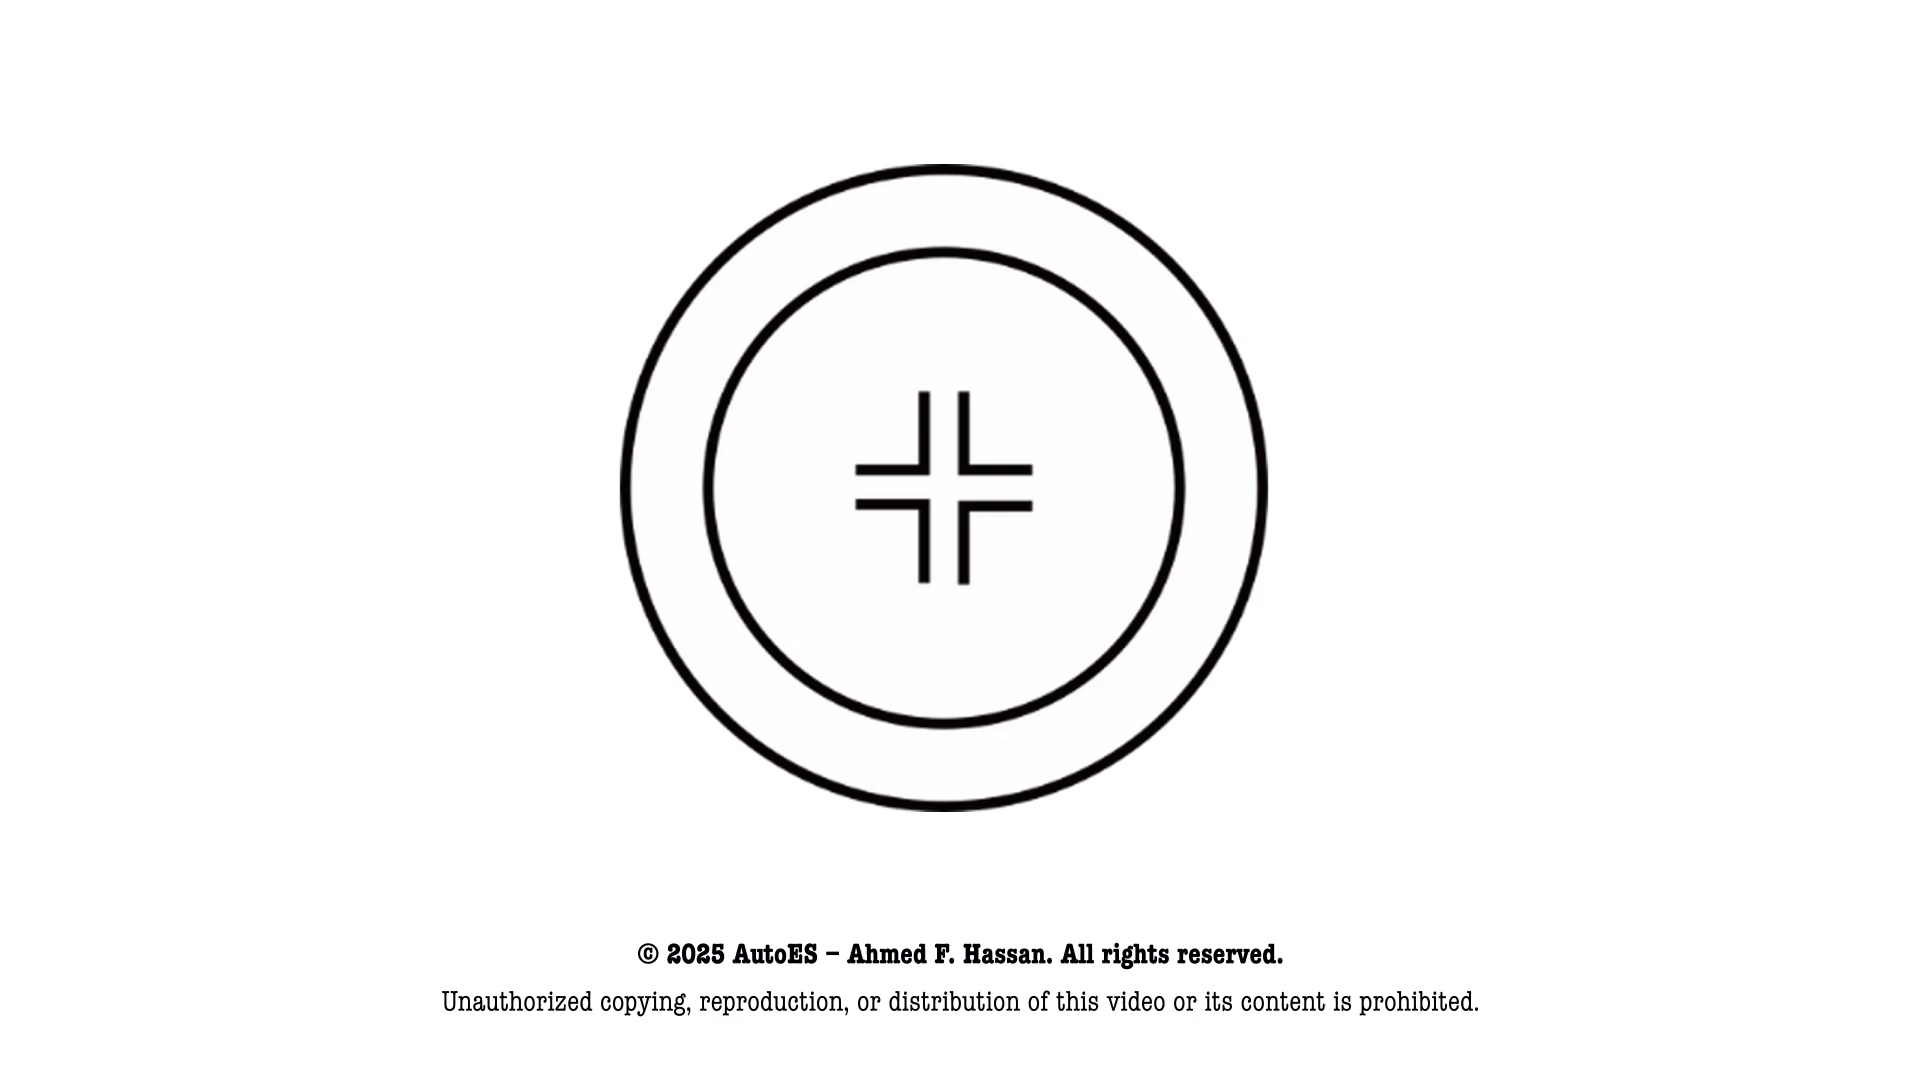 © 2025 AutoES – Ahmed F. Hassan. All rights reserved.
Unauthorized copying, reproduction, or distribution of this video or its content is prohibited.